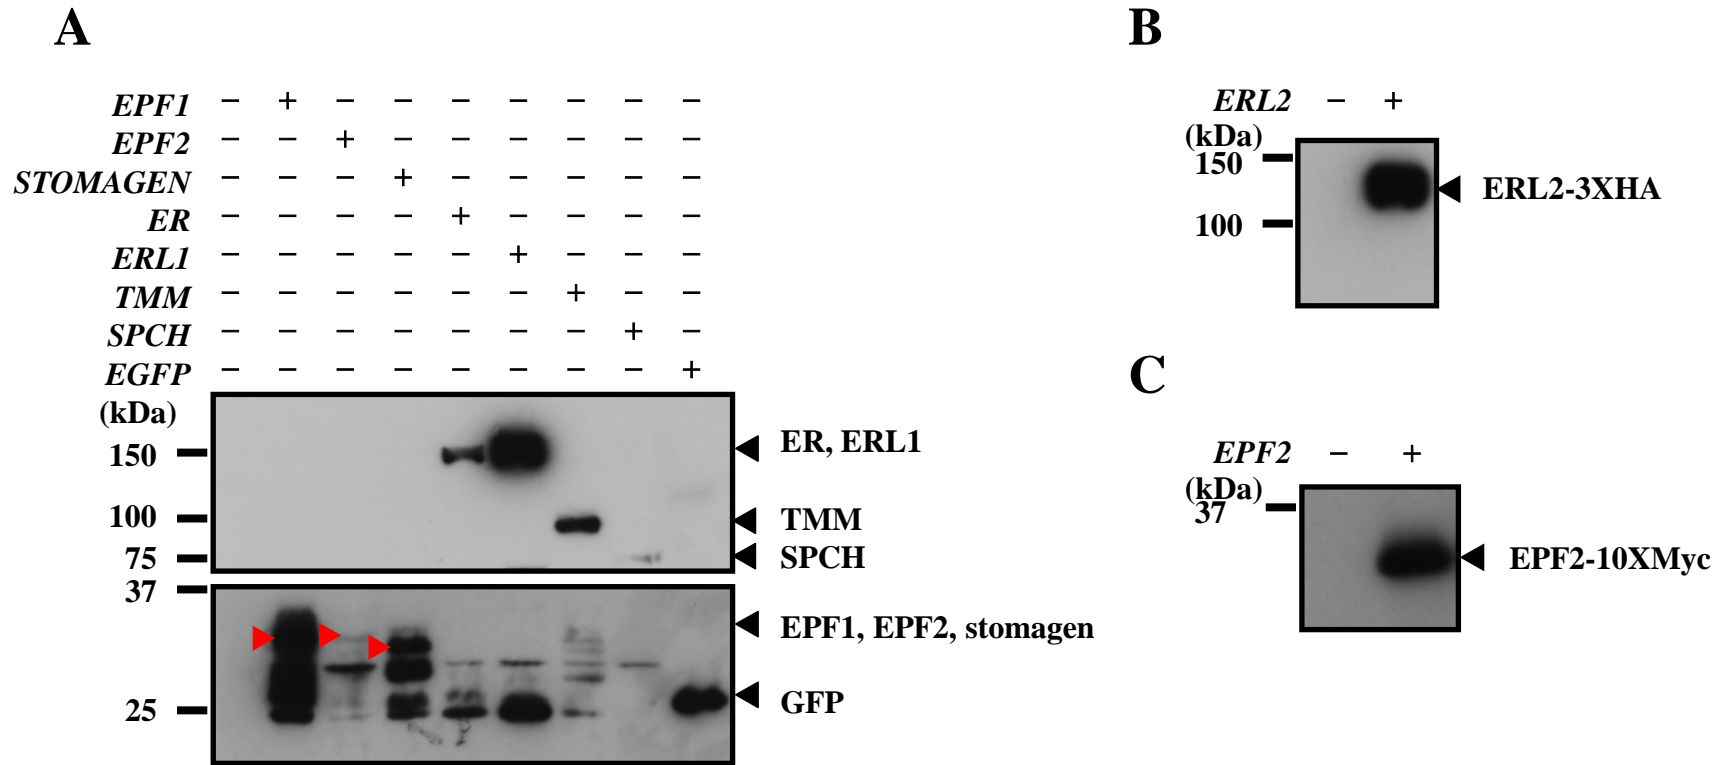 A
EPF1 − + − − − − − − −
EPF2 − − + − − − − − −
STOMAGEN − − − + − − − − −
ER − − − − + − − − −
ERL1 − − − − − + − − −
TMM − − − − − − + − −
SPCH − − − − − − − + −
EGFP − − − − − − − − +
(kDa)
150
100
75
37
25
ER, ERL1
TMM
SPCH
EPF1, EPF2, stomagen
GFP
B
ERL2 − +
(kDa)
150
100
ERL2-3XHA
C
EPF2 − +
(kDa)
37
EPF2-10XMyc